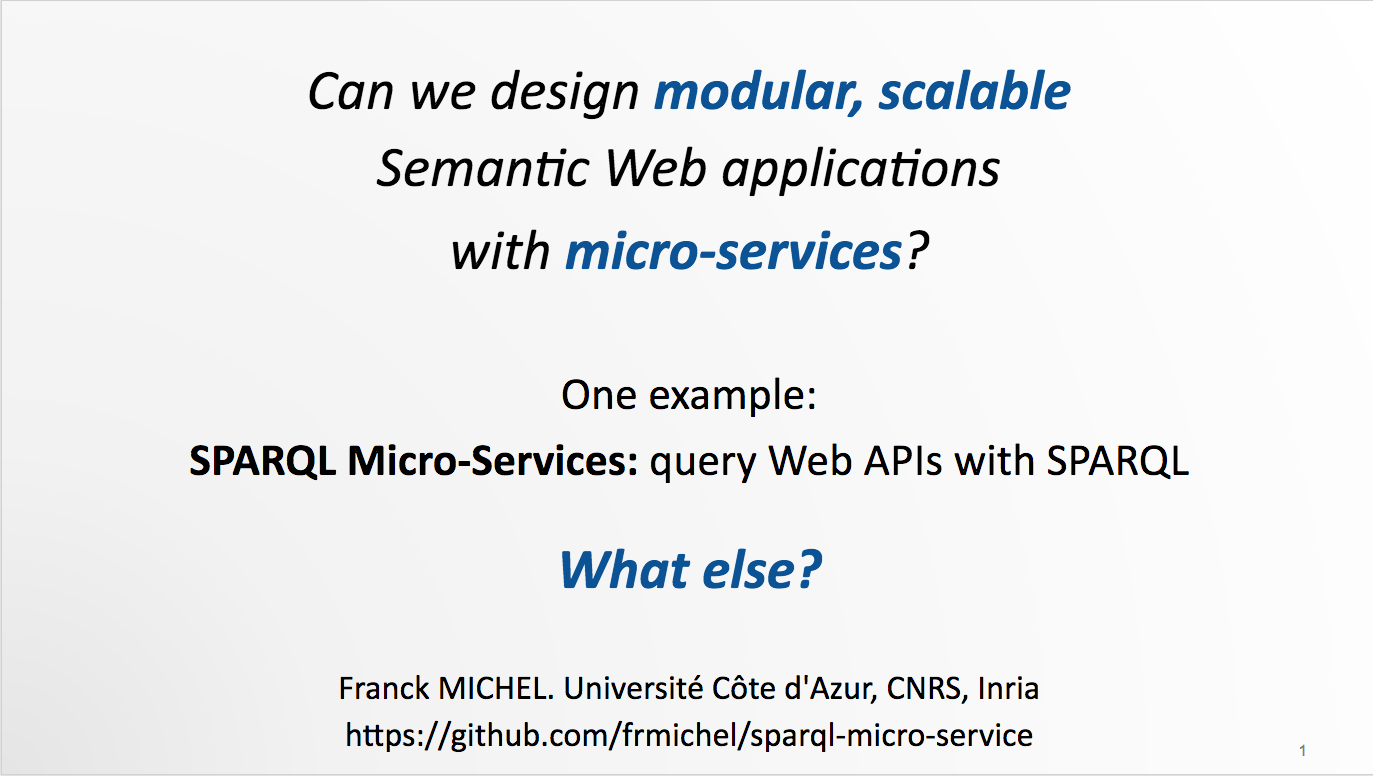 Can we design modular, scalable
Semantic Web applications
with micro-services?
One example:
SPARQL Micro-Services: query Web APIs with SPARQL
What else?
Franck MICHEL. Université Côte d'Azur, CNRS, Inria
https://github.com/frmichel/sparql-micro-service
1